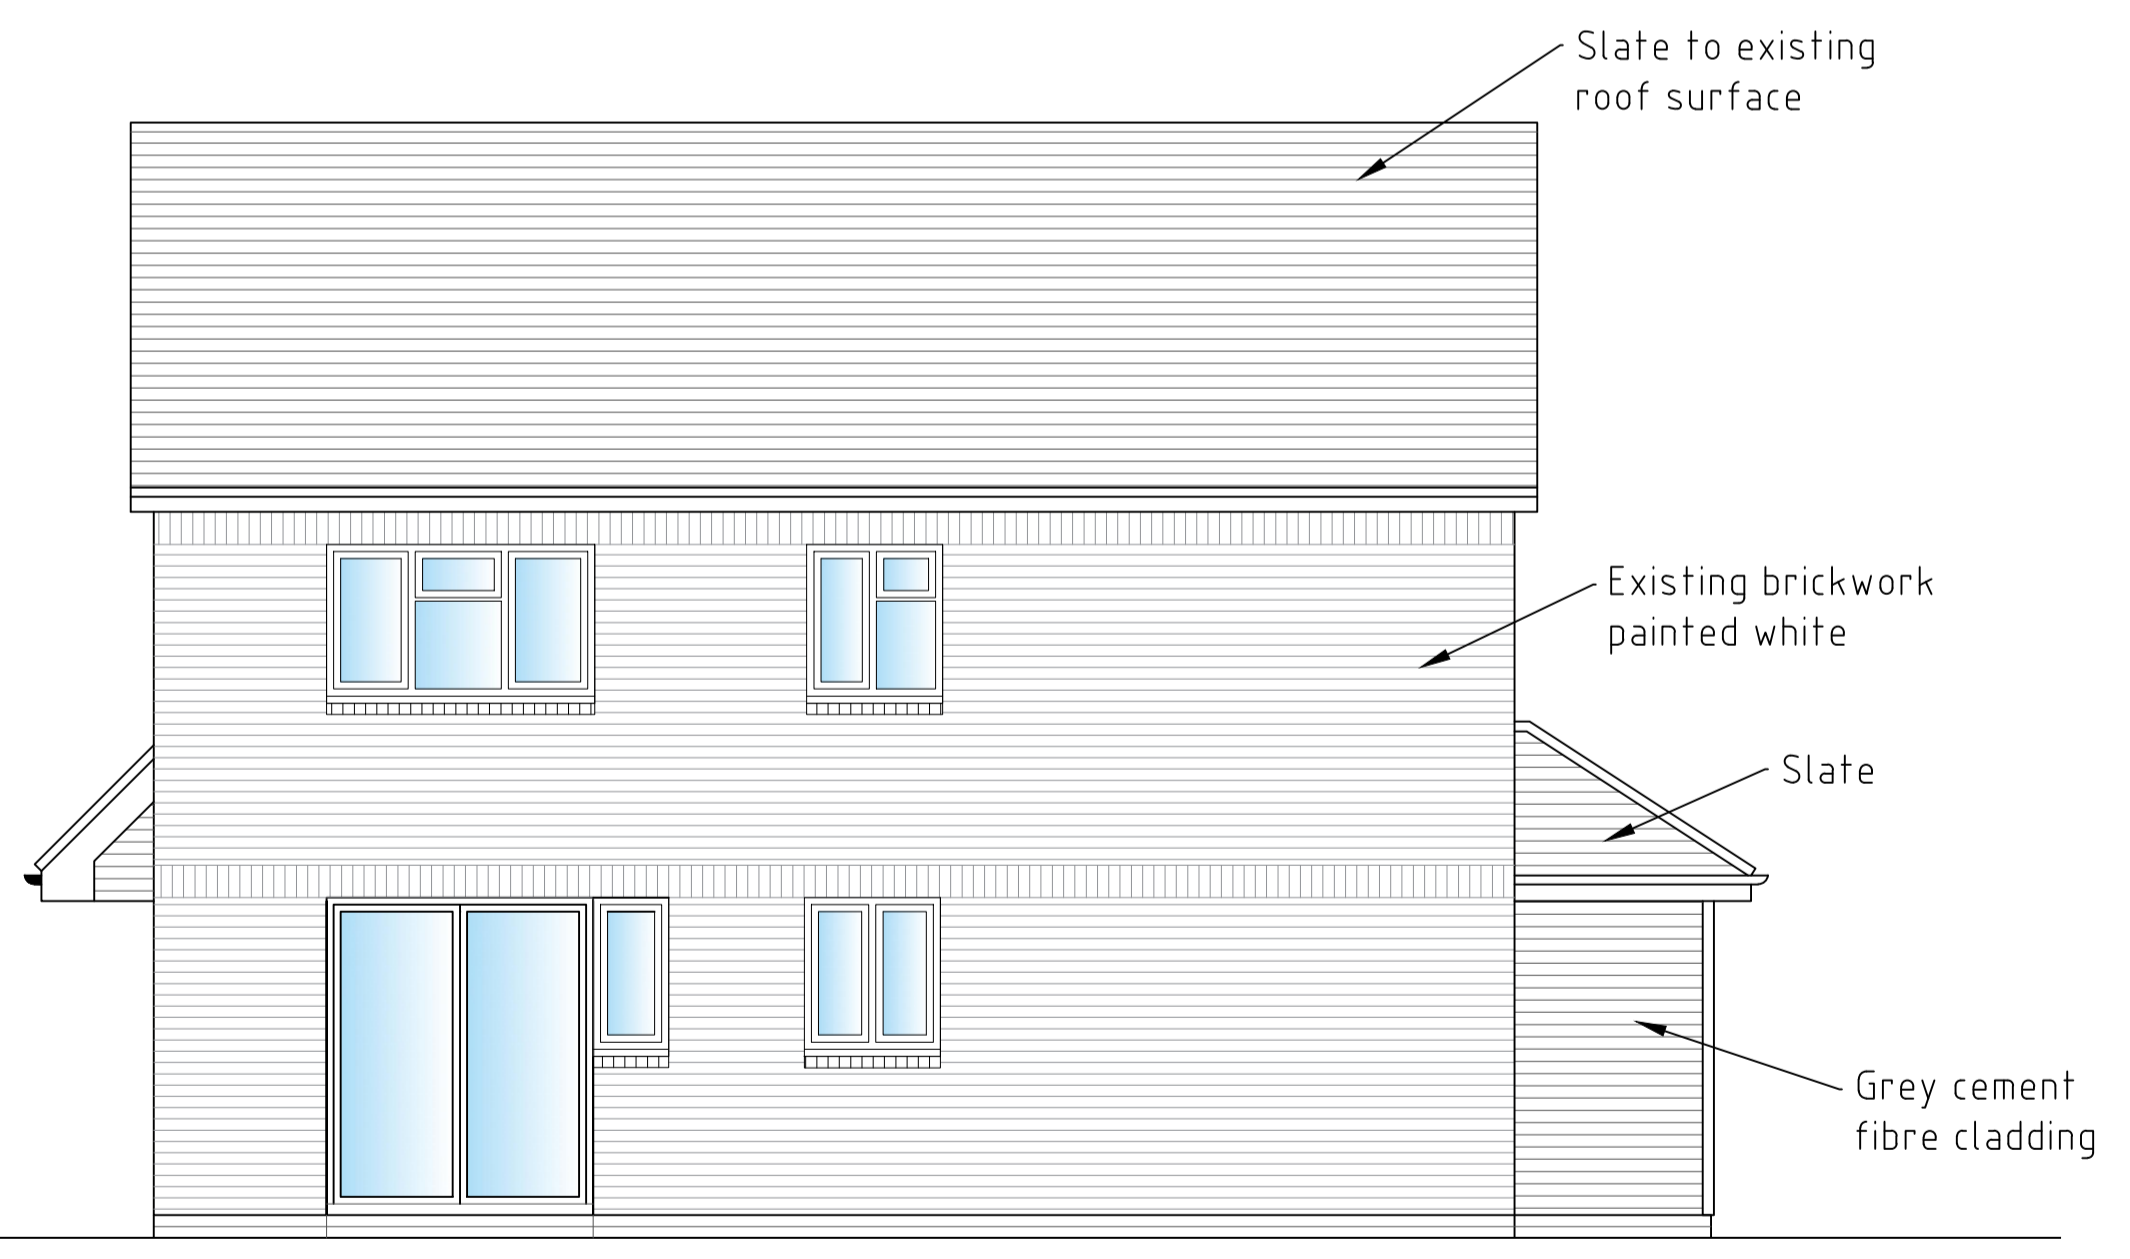 Slate to existing
roof surface
Existing brickwork
painted white
Slate
Grey cement
fibre cladding